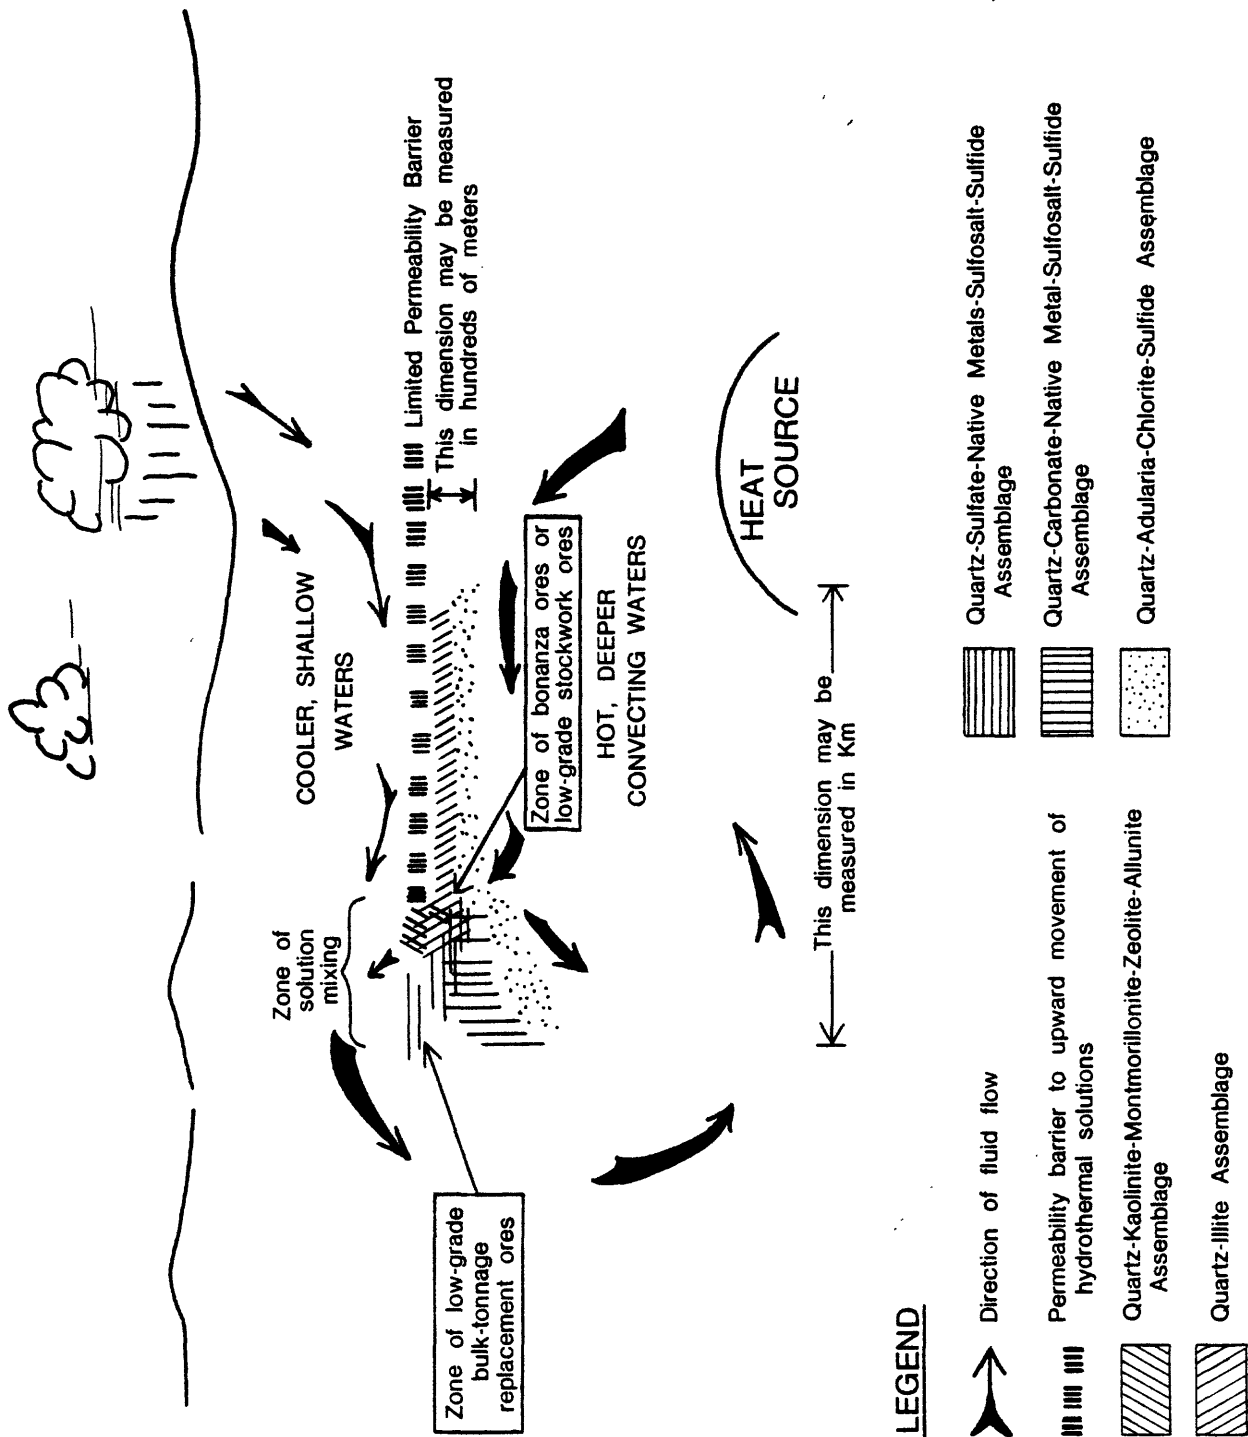 Zone of
solution
mixing
COOLER, SHALLOW
WATERS
Limited Permeability Barrier
This dimension may be measured
in hundreds of meters
Zone of low-grade
bulk-tonnage
replacement ores
Zone of bonanza ores or
low-grade stockwork ores
HOT, DEEPER
CONVECTING WATERS
HEAT
SOURCE
This dimension may be
measured in Km
LEGEND
Direction of fluid flow
Permeability barrier to upward movement of
hydrothermal solutions
Quartz-Kaolinite-Montmorillonite-Zeolite-Allunite
Assemblage
Quartz-Illite Assemblage
Quartz-Sulfate-Native Metals-Sulfosalt-Sulfide
Assemblage
Quartz-Carbonate-Native Metal-Sulfosalt-Sulfide
Assemblage
Quartz-Adularia-Chlorite-Sulfide Assemblage